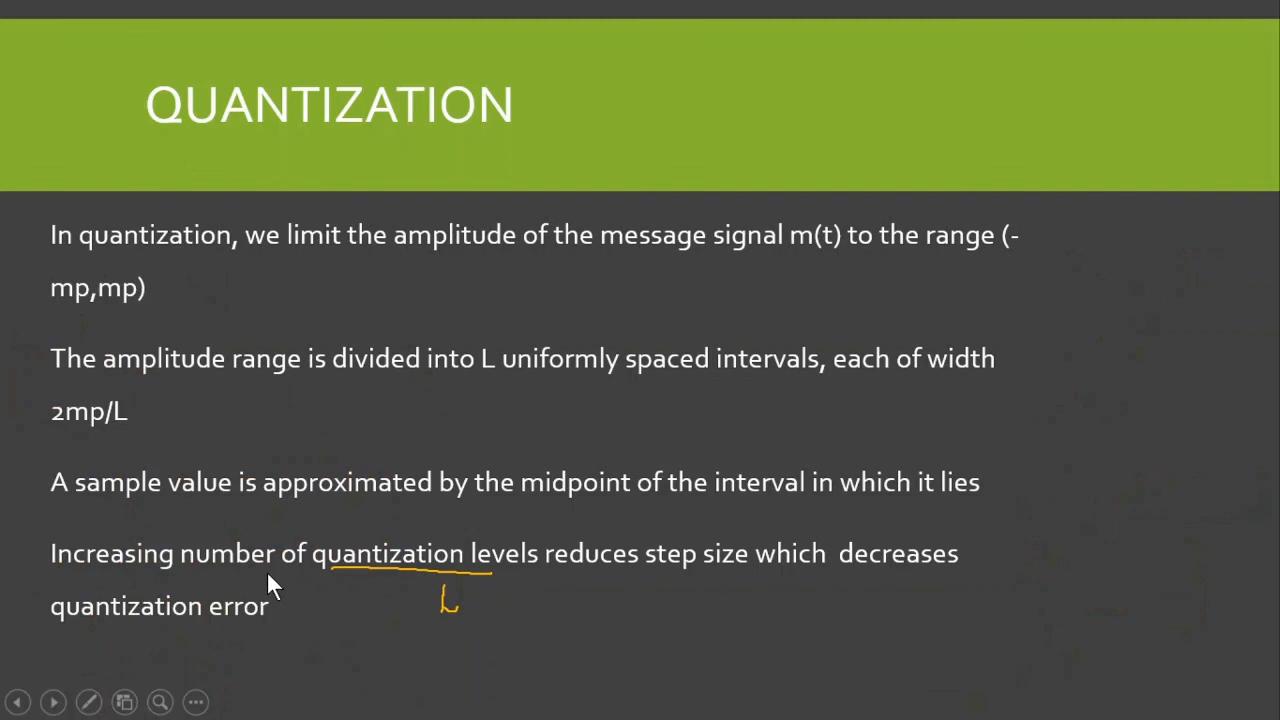 QUANTIZATION
In quantization, we limit the amplitude of the message signal m(t) to the range (-
mp,mp)
The amplitude range is divided into L uniformly spaced intervals, each of width
2mp/L
A sample value is approximated by the midpoint of the interval in which it lies
Increasing number of quantization levels reduces step size which decreases
quantization error
L